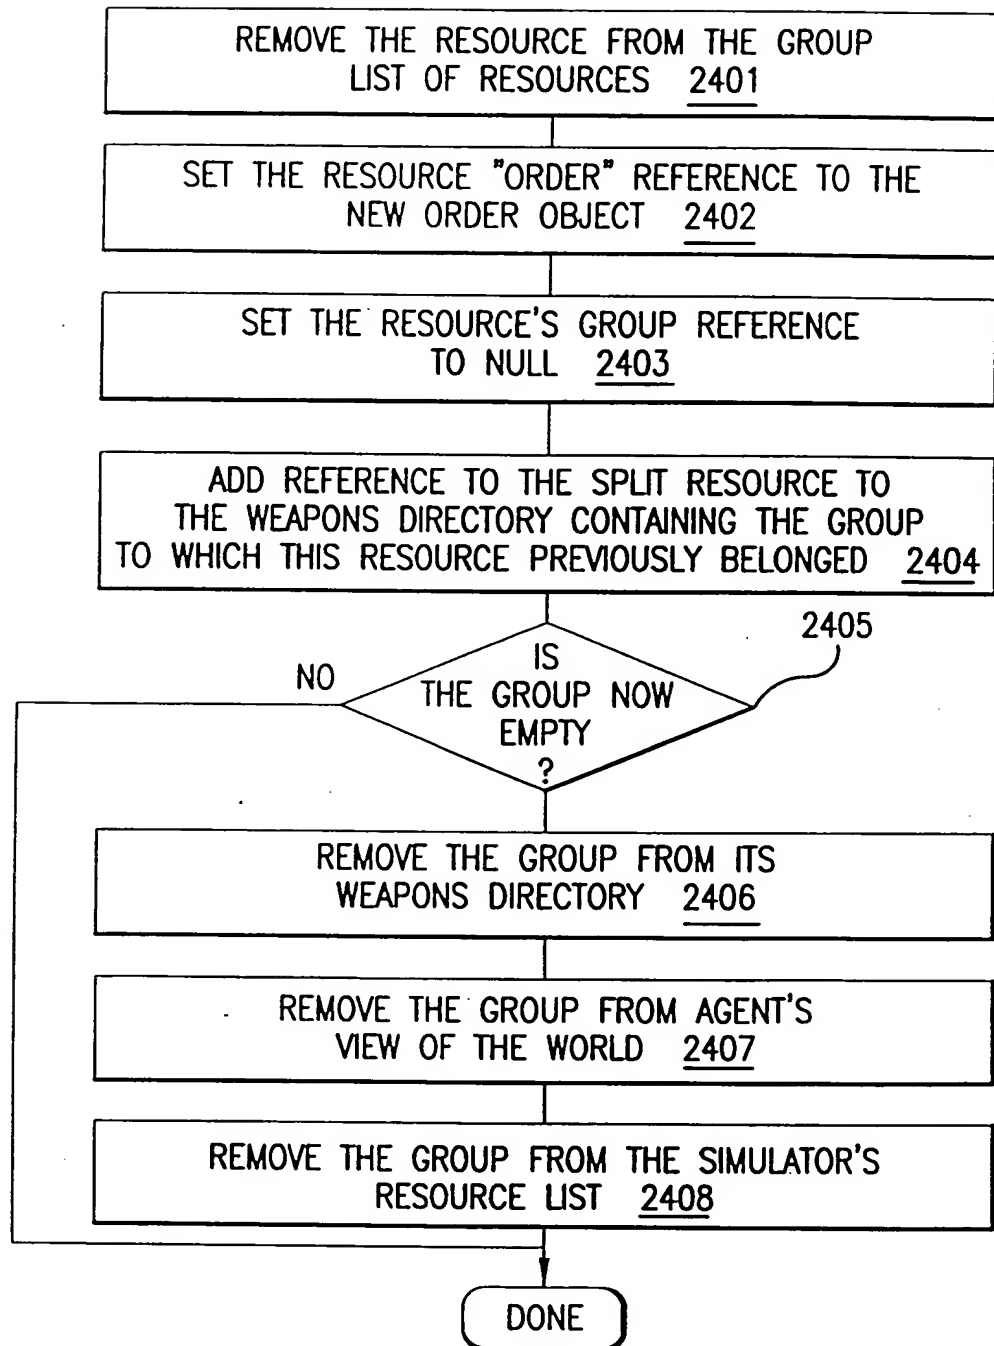 REMOVE THE RESOURCE FROM THE GROUP
LIST OF RESOURCES 2401
SET THE RESOURCE "ORDER" REFERENCE TO THE
NEW ORDER OBJECT 2402
SET THE RESOURCE'S GROUP REFERENCE
TO NULL 2403
ADD REFERENCE TO THE SPLIT RESOURCE TO
THE WEAPONS DIRECTORY CONTAINING THE GROUP
TO WHICH THIS RESOURCE PREVIOUSLY BELONGED 2404
2405
NO
IS
THE GROUP NOW
EMPTY
?
REMOVE THE GROUP FROM ITS
WEAPONS DIRECTORY 2406
REMOVE THE GROUP FROM AGENT'S
VIEW OF THE WORLD 2407
REMOVE THE GROUP FROM THE SIMULATOR'S
RESOURCE LIST 2408
DONE